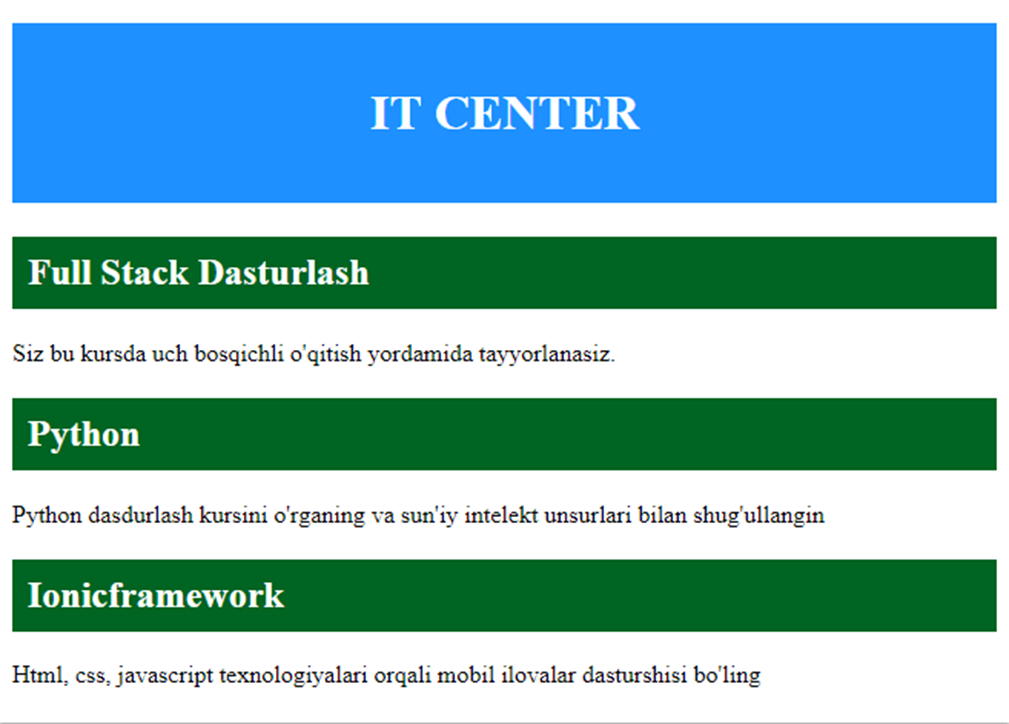 IT CENTER
Full Stack Dasturlash
Siz bu kursda uch bosqichli o'qitish yordamida tayyorlanasiz.
Python
Python dasdurlash kursini o'rganing va sun'iy intelekt unsurlari bilan shug'ullangin
Ionicframework
Html, css, javascript texnologiyalari orqali mobil ilovalar dasturshisi bo'ling